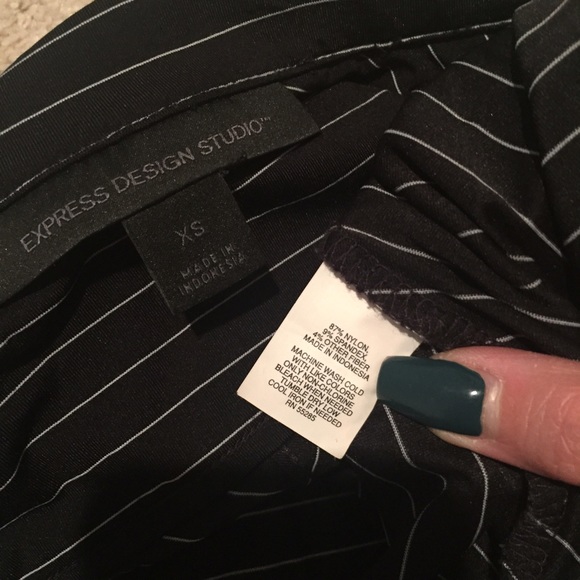 EXPRESS DESIGN STUDIO™
XS
MADE IN
INDONESIA
87% NYLON,
9% SPANDEX,
4% OTHER FIBER
MADE IN INDONESIA
MACHINE WASH COLD
WITH LIKE COLORS
ONLY NON-CHLORINE
BLEACH WHEN NEEDED
TUMBLE DRY LOW
COOL IRON IF NEEDED
RN 55285